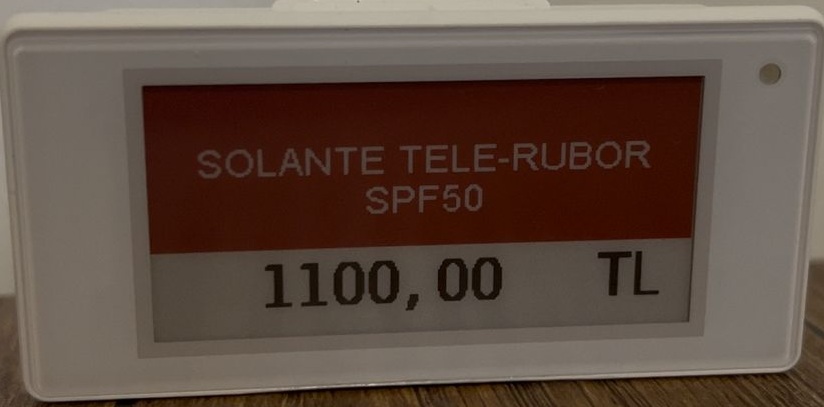 SOLANTE TELE-RUBOR
SPF50
1100,00 TL